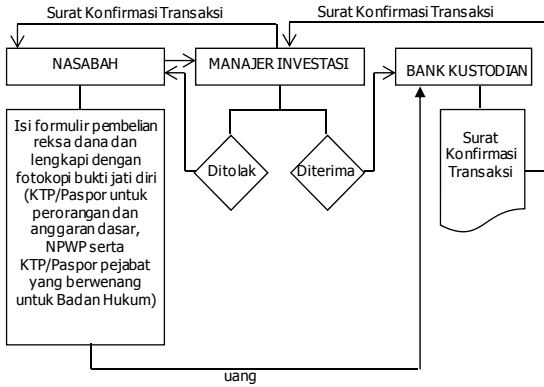 Surat Konfirmasi Transaksi
Surat Konfirmasi Transaksi
NASABAH
MANAJER INVESTASI
BANK KUSTODIAN
Isi formulir pembelian
reksa dana dan
lengkapi dengan
fotokopi bukti jati diri
(KTP/Paspor untuk
perorangan dan
anggaran dasar,
NPWP serta
KTP/Paspor pejabat
yang berwenang
untuk Badan Hukum)
Ditolak
Diterima
Surat
Konfirmasi
Transaksi
uang